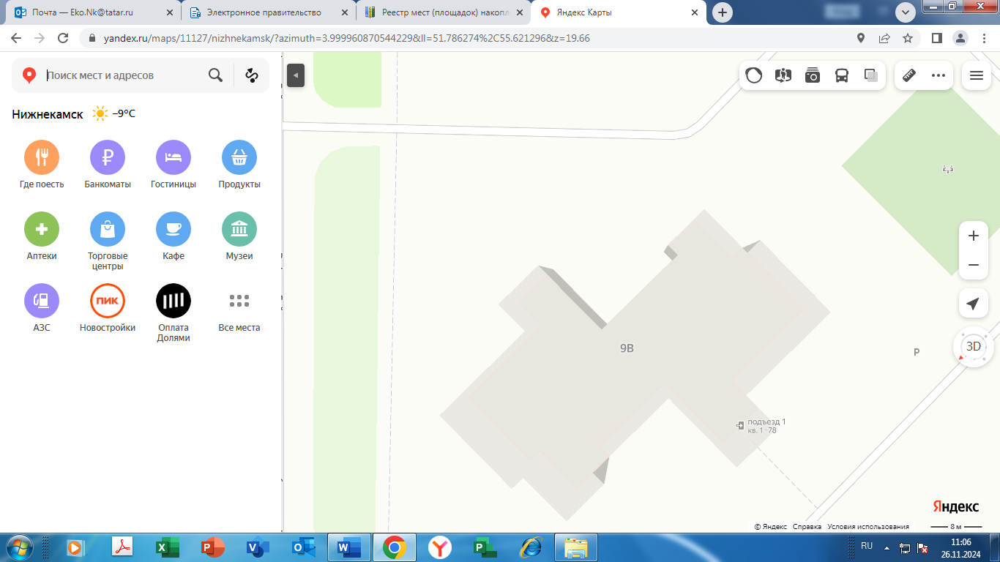 Почта — Eko.Nk@tatar.ru
Электронное правительство
Реестр мест (площадок) накопл
Яндекс Карты
yandex.ru/maps/11127/nizhnekamsk/?azimuth=3.999960870544229&ll=51.786274%2C55.621296&z=19.66
Поиск мест и адресов
Нижнекамск
–9°C
Где поесть
Банкоматы
Гостиницы
Продукты
Аптеки
Торговые
центры
Кафе
Музеи
АЗС
ПИК
Новостройки
Оплата
Долями
Все места
9В
P
3D
подъезд 1
кв. 1–78
Яндекс
© Яндекс Справка Условия использования
8 м
RU
11:06
26.11.2024